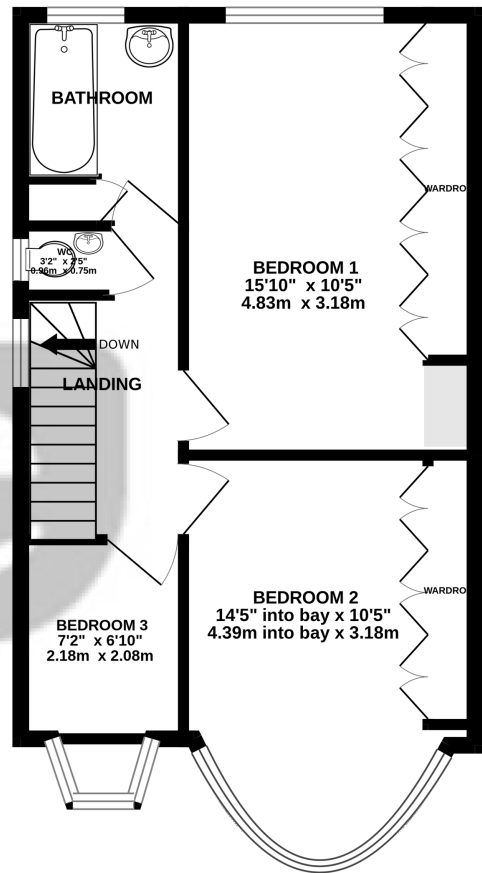 BATHROOM
WARDRO
WC
3'2" x 2'5"
0.96m x 0.75m
BEDROOM 1
15'10" x 10'5"
4.83m x 3.18m
DOWN
LANDING
WARDRO
BEDROOM 2
14'5" into bay x 10'5"
4.39m into bay x 3.18m
BEDROOM 3
7'2" x 6'10"
2.18m x 2.08m